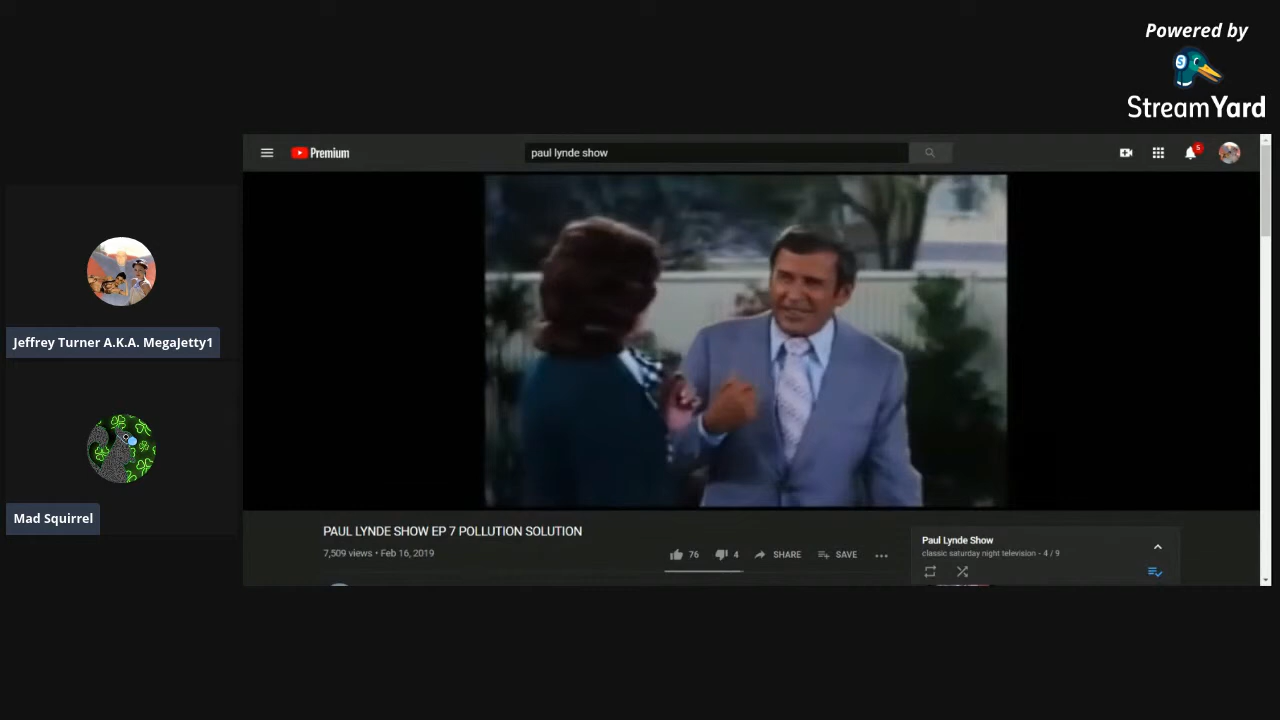 Powered by
StreamYard
Premium
paul lynde show
5
Jeffrey Turner A.K.A. MegaJetty1
Mad Squirrel
PAUL LYNDE SHOW EP 7 POLLUTION SOLUTION
7,509 views • Feb 16, 2019
76
4
SHARE
SAVE
Paul Lynde Show
classic saturday night television - 4 / 9